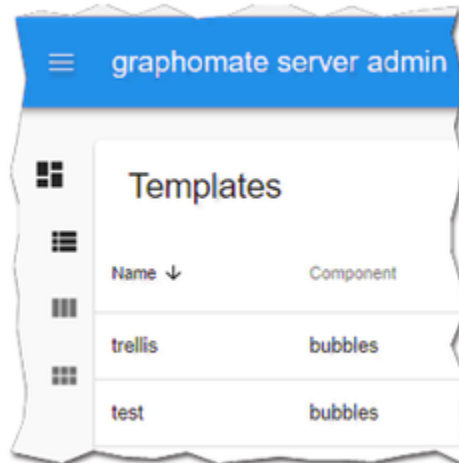 graphomate server admin
Templates
Name Component
trellis bubbles
test bubbles